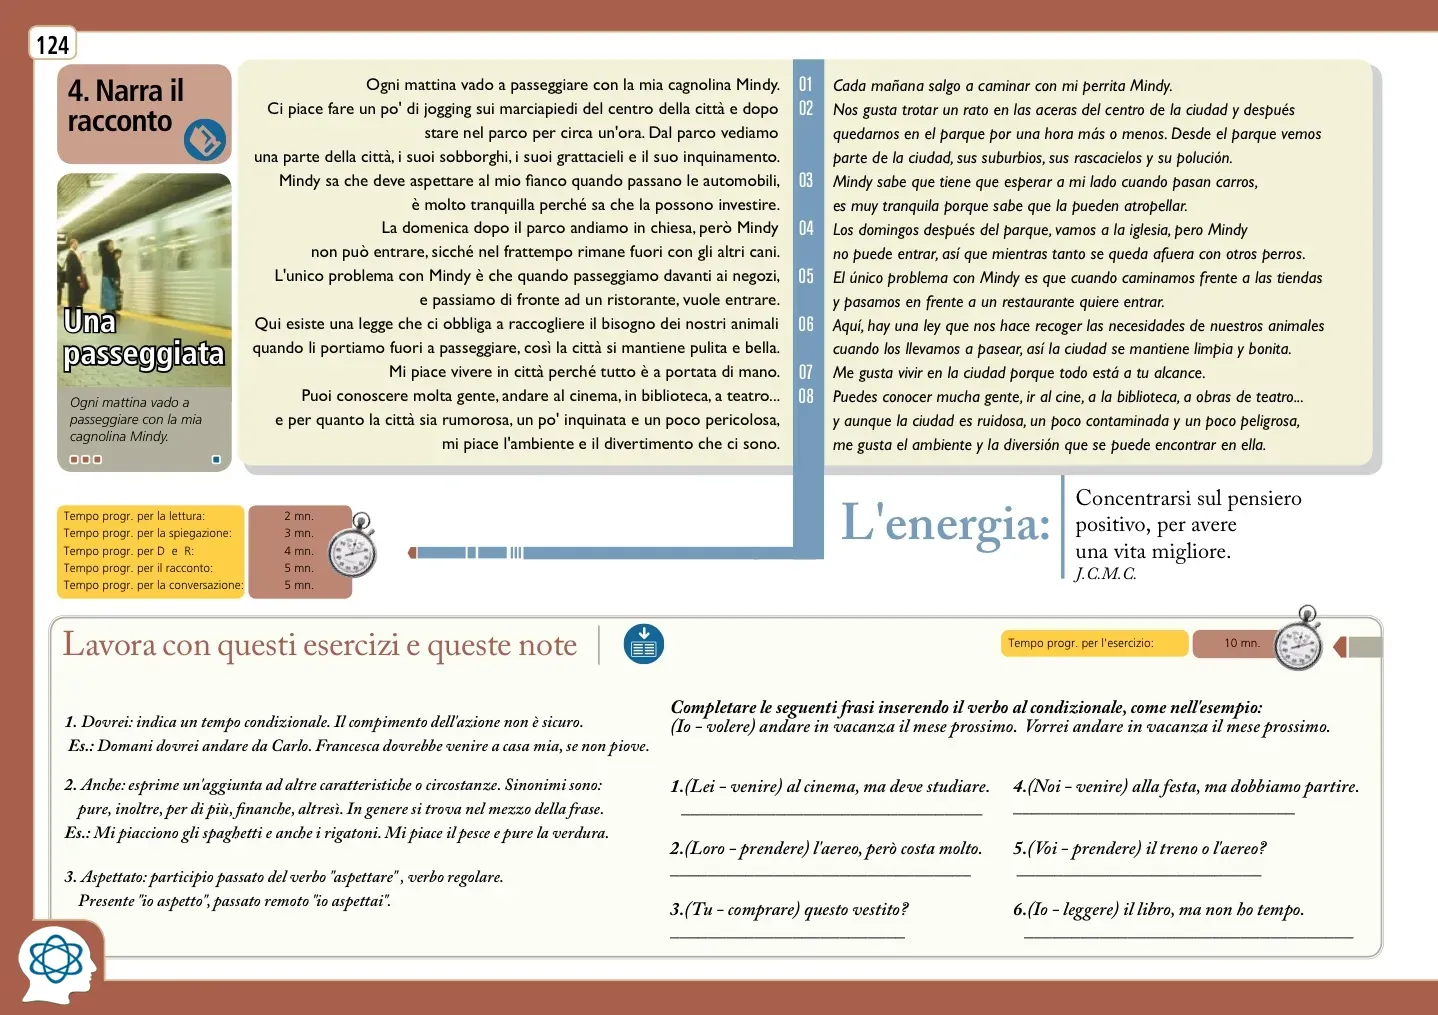 124
4. Narra il
racconto
Una
passeggiata
Ogni mattina vado a
passeggiare con la mia
cagnolina Mindy.
Ogni mattina vado a passeggiare con la mia cagnolina Mindy.
Ci piace fare un po' di jogging sui marciapiedi del centro della città e dopo
stare nel parco per circa un'ora. Dal parco vediamo
una parte della città, i suoi sobborghi, i suoi grattacieli e il suo inquinamento.
Mindy sa che deve aspettare al mio fianco quando passano le automobili,
è molto tranquilla perché sa che la possono investire.
La domenica dopo il parco andiamo in chiesa, però Mindy
non può entrare, sicché nel frattempo rimane fuori con gli altri cani.
L'unico problema con Mindy è che quando passeggiamo davanti ai negozi,
e passiamo di fronte ad un ristorante, vuole entrare.
Qui esiste una legge che ci obbliga a raccogliere il bisogno dei nostri animali
quando li portiamo fuori a passeggiare, così la città si mantiene pulita e bella.
Mi piace vivere in città perché tutto è a portata di mano.
Puoi conoscere molta gente, andare al cinema, in biblioteca, a teatro...
e per quanto la città sia rumorosa, un po' inquinata e un poco pericolosa,
mi piace l'ambiente e il divertimento che ci sono.
01
02
03
04
05
06
07
08
Cada mañana salgo a caminar con mi perrita Mindy.
Nos gusta trotar un rato en las aceras del centro de la ciudad y después
quedarnos en el parque por una hora más o menos. Desde el parque vemos
parte de la ciudad, sus suburbios, sus rascacielos y su polución.
Mindy sabe que tiene que esperar a mi lado cuando pasan carros,
es muy tranquila porque sabe que la pueden atropellar.
Los domingos después del parque, vamos a la iglesia, pero Mindy
no puede entrar, así que mientras tanto se queda afuera con otros perros.
El único problema con Mindy es que cuando caminamos frente a las tiendas
y pasamos en frente a un restaurante quiere entrar.
Aquí, hay una ley que nos hace recoger las necesidades de nuestros animales
cuando los llevamos a pasear, así la ciudad se mantiene limpia y bonita.
Me gusta vivir en la ciudad porque todo está a tu alcance.
Puedes conocer mucha gente, ir al cine, a la biblioteca, a obras de teatro...
y aunque la ciudad es ruidosa, un poco contaminada y un poco peligrosa,
me gusta el ambiente y la diversión que se puede encontrar en ella.
Tempo progr. per la lettura: 2 mn.
Tempo progr. per la spiegazione: 3 mn.
Tempo progr. per D e R: 4 mn.
Tempo progr. per il racconto: 5 mn.
Tempo progr. per la conversazione: 5 mn.
L'energia:
Concentrarsi sul pensiero
positivo, per avere
una vita migliore.
J.C.M.C.
Lavora con questi esercizi e queste note
Tempo progr. per l'esercizio: 10 mn.
1. Dovrei: indica un tempo condizionale. Il compimento dell'azione non è sicuro.
Es.: Domani dovrei andare da Carlo. Francesca dovrebbe venire a casa mia, se non piove.
2. Anche: esprime un'aggiunta ad altre caratteristiche o circostanze. Sinonimi sono:
pure, inoltre, per di più, finanche, altresì. In genere si trova nel mezzo della frase.
Es.: Mi piacciono gli spaghetti e anche i rigatoni. Mi piace il pesce e pure la verdura.
3. Aspettato: participio passato del verbo "aspettare" , verbo regolare.
Presente "io aspetto", passato remoto "io aspettai".
Completare le seguenti frasi inserendo il verbo al condizionale, come nell'esempio:
(Io - volere) andare in vacanza il mese prossimo. Vorrei andare in vacanza il mese prossimo.
1.(Lei - venire) al cinema, ma deve studiare.
2.(Loro - prendere) l'aereo, però costa molto.
3.(Tu - comprare) questo vestito?
4.(Noi - venire) alla festa, ma dobbiamo partire.
5.(Voi - prendere) il treno o l'aereo?
6.(Io - leggere) il libro, ma non ho tempo.